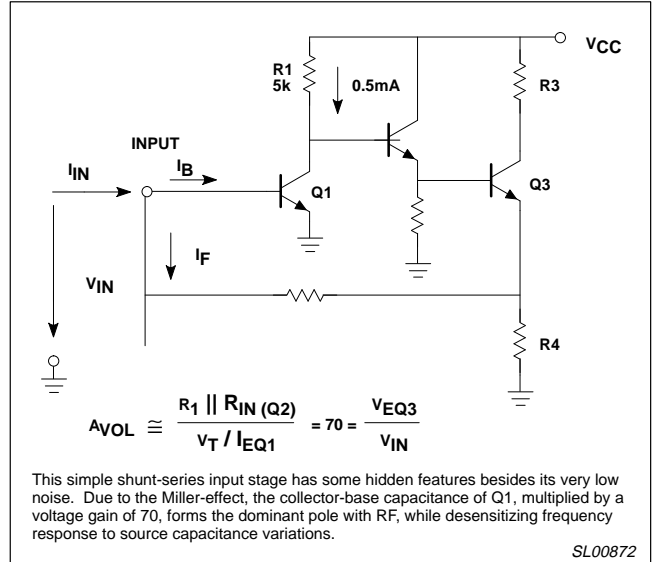 VCC
R1
5k
0.5mA
R3
INPUT
IIN
IB
Q1
Q3
IF
VIN
R4
AVOL ≅ R1 || RIN (Q2) / VT / IEQ1 = 70 = VEQ3 / VIN
This simple shunt-series input stage has some hidden features besides its very low
noise. Due to the Miller-effect, the collector-base capacitance of Q1, multiplied by a
voltage gain of 70, forms the dominant pole with RF, while desensitizing frequency
response to source capacitance variations.
SL00872